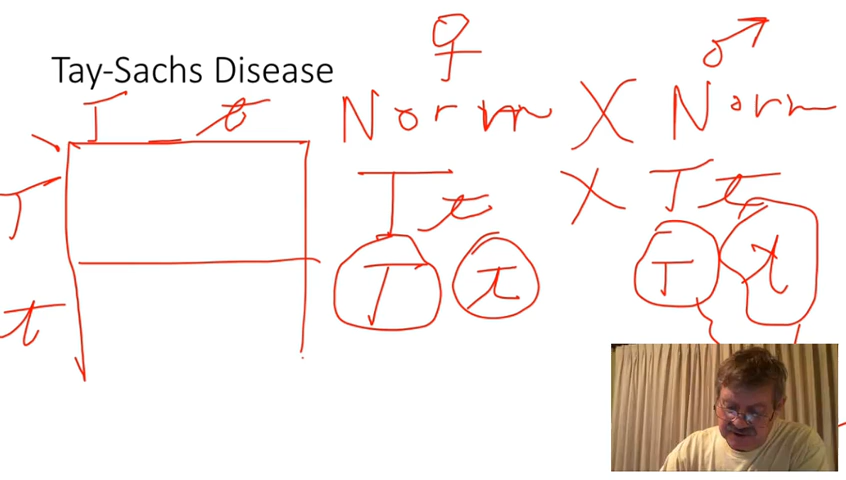 Tay-Sachs Disease
♀ ♂
Norm X Norm
T t
Tt X Tt
T
T t T t
t